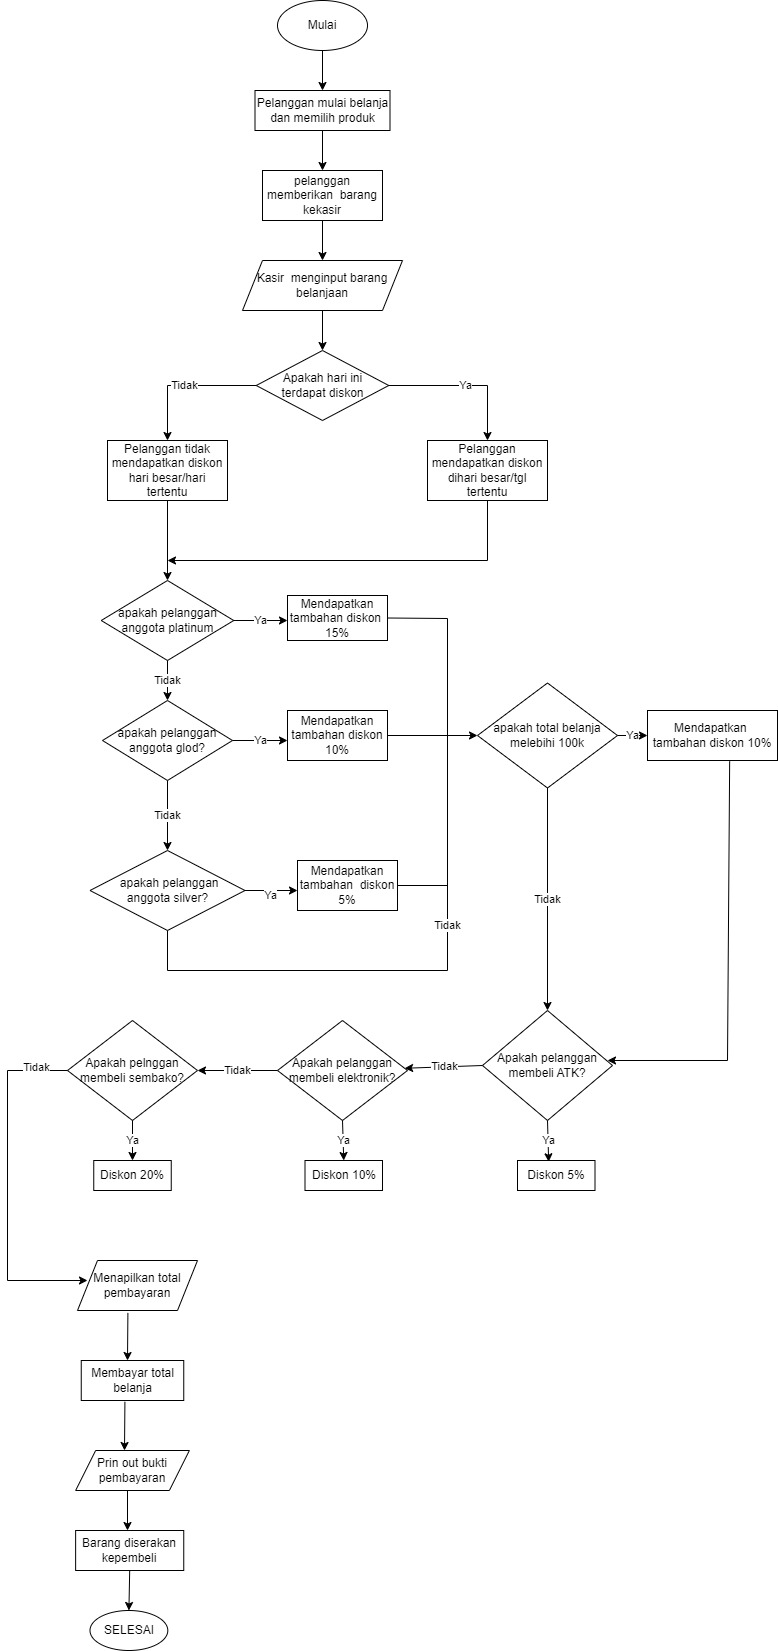 Mulai
Pelanggan mulai belanja
dan memilih produk
pelanggan
memberikan barang
kekasir
Kasir menginput barang
belanjaan
Apakah hari ini
terdapat diskon
Tidak
Ya
Pelanggan tidak
mendapatkan diskon
hari besar/hari
tertentu
Pelanggan
mendapatkan diskon
dihari besar/tgl
tertentu
apakah pelanggan
anggota platinum
Ya
Mendapatkan
tambahan diskon
15%
Tidak
apakah pelanggan
anggota glod?
Ya
Mendapatkan
tambahan diskon
10%
apakah total belanja
melebihi 100k
Ya
Mendapatkan
tambahan diskon 10%
Tidak
apakah pelanggan
anggota silver?
Ya
Mendapatkan
tambahan diskon
5%
Tidak
Tidak
Apakah pelanggan
membeli ATK?
Tidak
Apakah pelanggan
membeli elektronik?
Tidak
Apakah pelnggan
membeli sembako?
Tidak
Ya
Ya
Ya
Diskon 20%
Diskon 10%
Diskon 5%
Menapilkan total
pembayaran
Membayar total
belanja
Prin out bukti
pembayaran
Barang diserakan
kepembeli
SELESAI